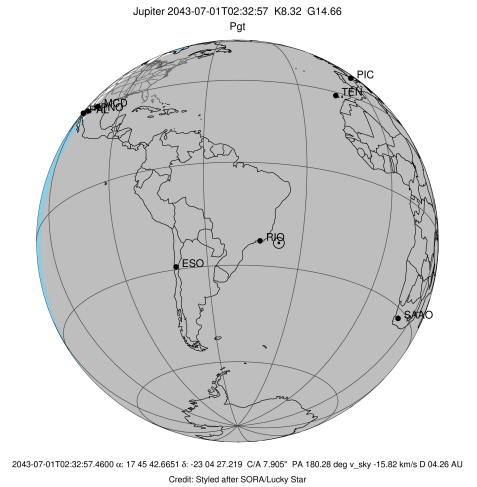 Jupiter 2043-07-01T02:32:57 K8.32 G14.66
Pgt
PIC
TEN
MCD
RIO
ESO
SAAO
2043-07-01T02:32:57.4600 α: 17 45 42.6651 δ: -23 04 27.219 C/A 7.905" PA 180.28 deg v_sky -15.82 km/s D 04.26 AU
Credit: Styled after SORA/Lucky Star